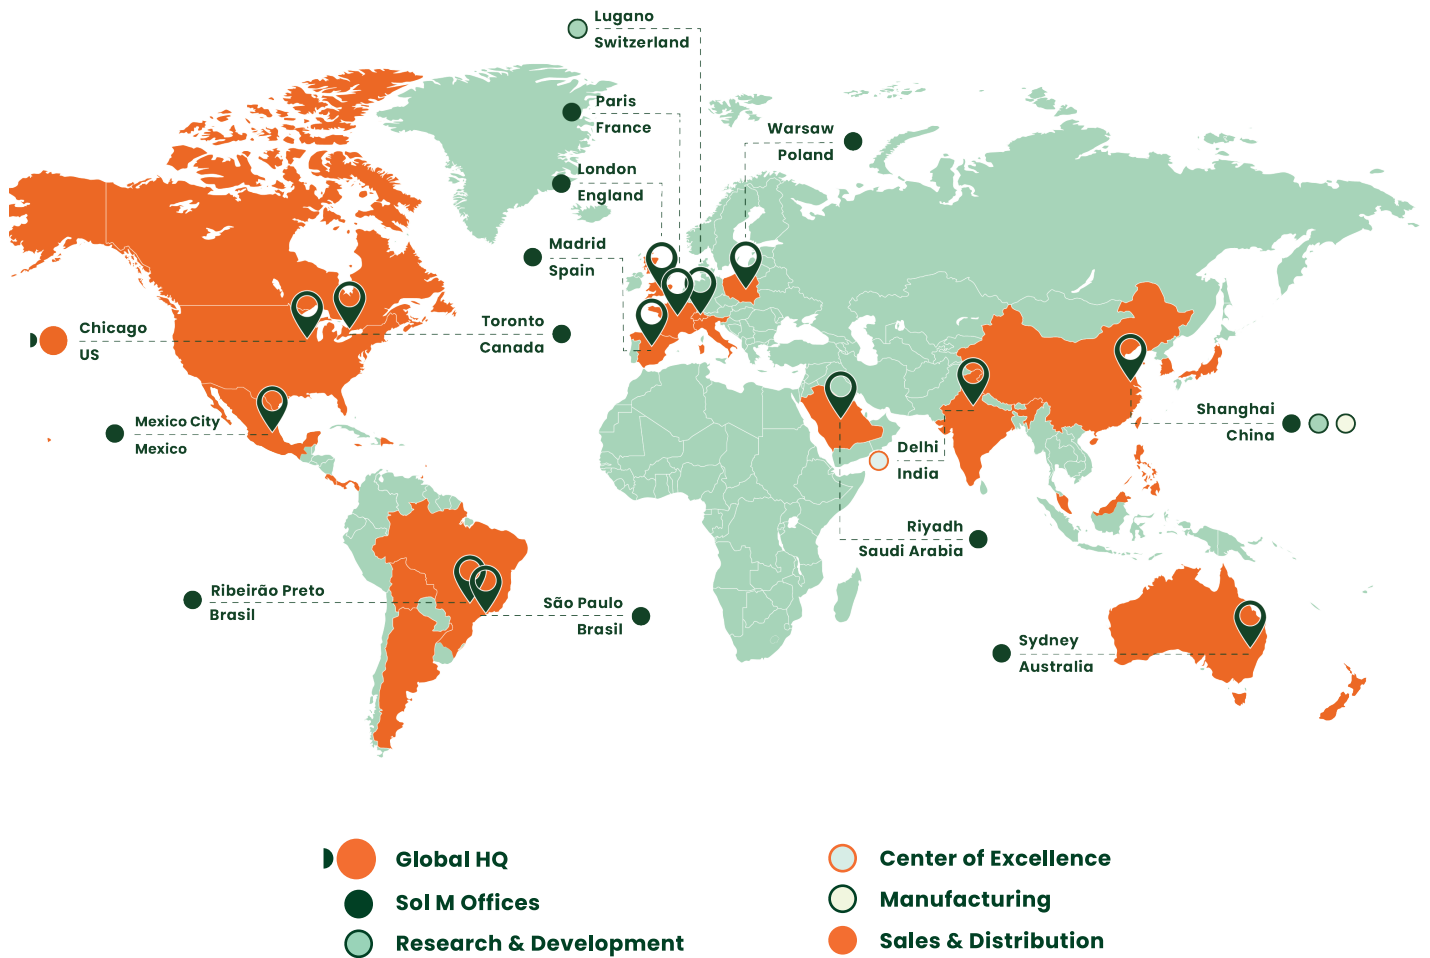 Lugano
Switzerland
Paris
France
Warsaw
Poland
London
England
Madrid
Spain
Chicago
US
Toronto
Canada
Mexico City
Mexico
Shanghai
China
Delhi
India
Riyadh
Saudi Arabia
Ribeirão Preto
Brasil
São Paulo
Brasil
Sydney
Australia
Global HQ
Sol M Offices
Research & Development
Center of Excellence
Manufacturing
Sales & Distribution